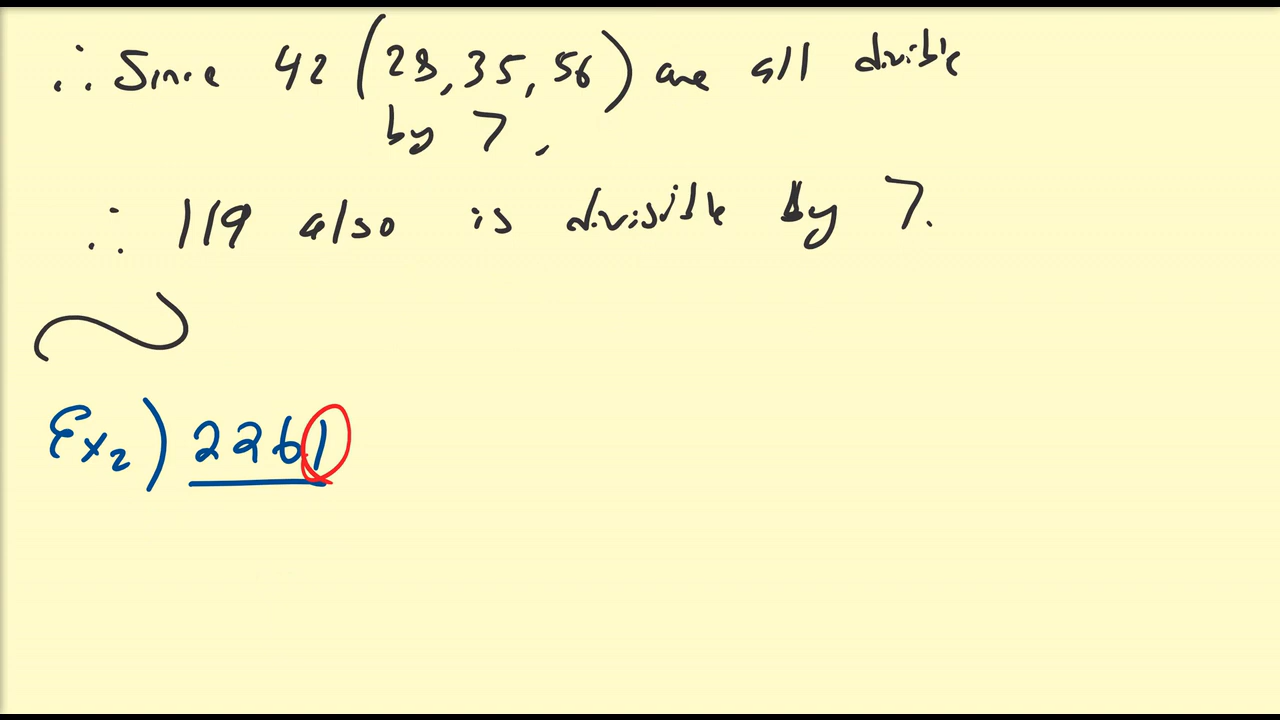 ∴ Since 42 (28, 35, 56) are all divisible
by 7,
∴ 119 also is divisible by 7.
Ex2) 2261